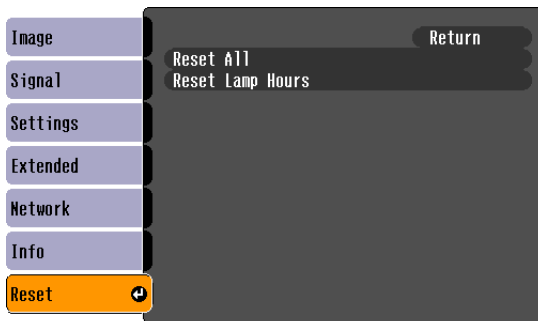 Image
Signal
Settings
Extended
Network
Info
Reset
Return
Reset All
Reset Lamp Hours